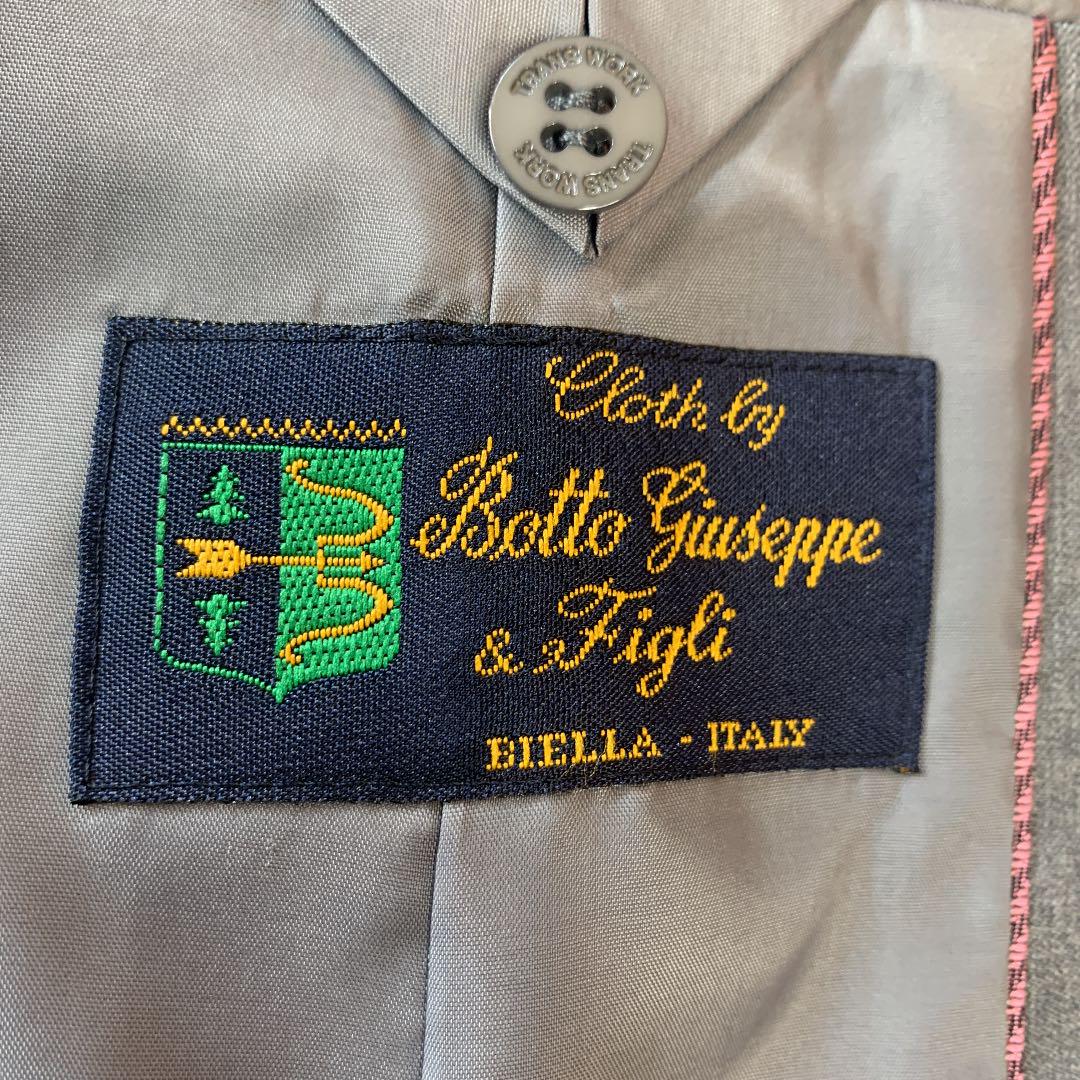 TRANS WORK
TRANS WORK
Cloth by
Botto Giuseppe
& Figli
BIELLA - ITALY